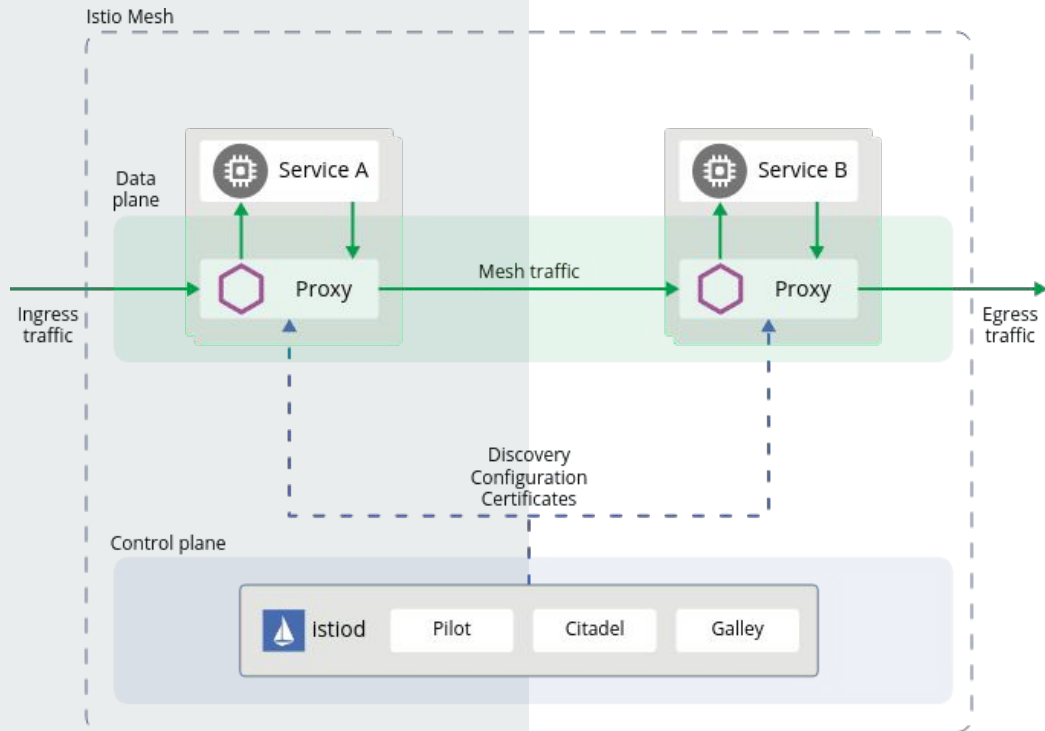 Istio Mesh
Service A
Service B
Data
plane
Mesh traffic
Proxy
Proxy
Ingress
traffic
Egress
traffic
Discovery
Configuration
Certificates
Control plane
istiod
Pilot
Citadel
Galley